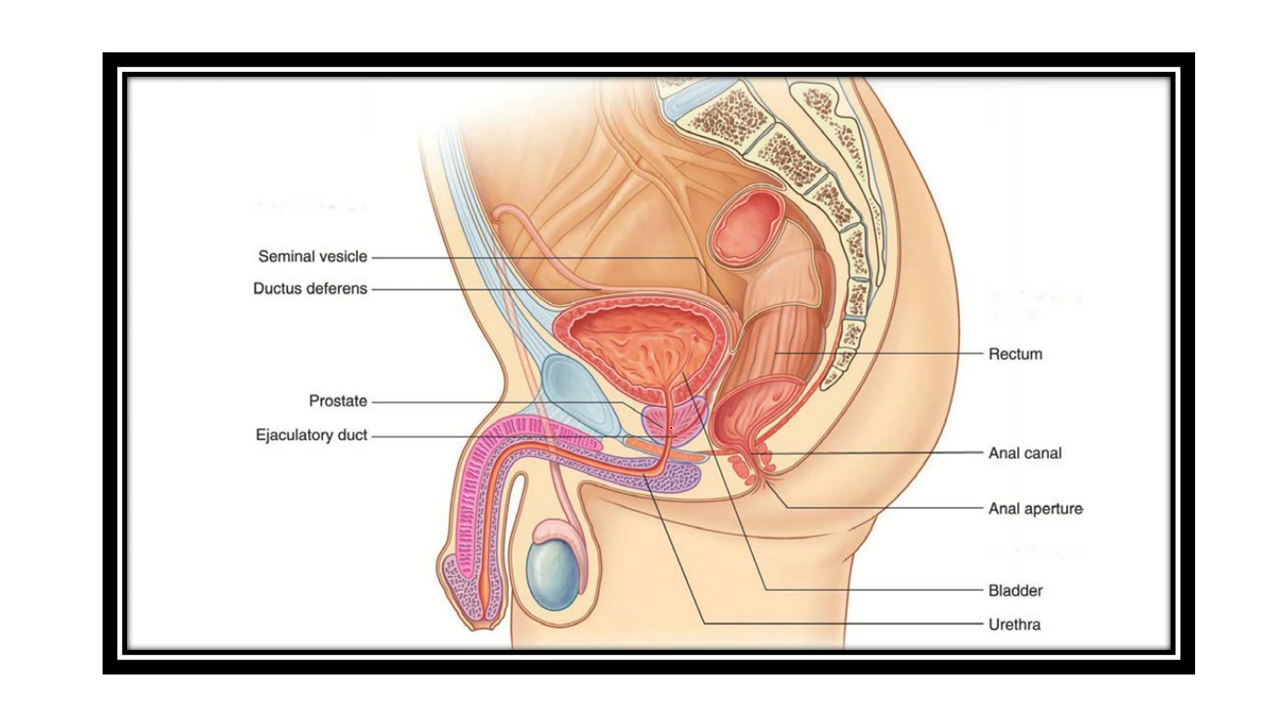 Seminal vesicle
Ductus deferens
Prostate
Ejaculatory duct
Rectum
Anal canal
Anal aperture
Bladder
Urethra